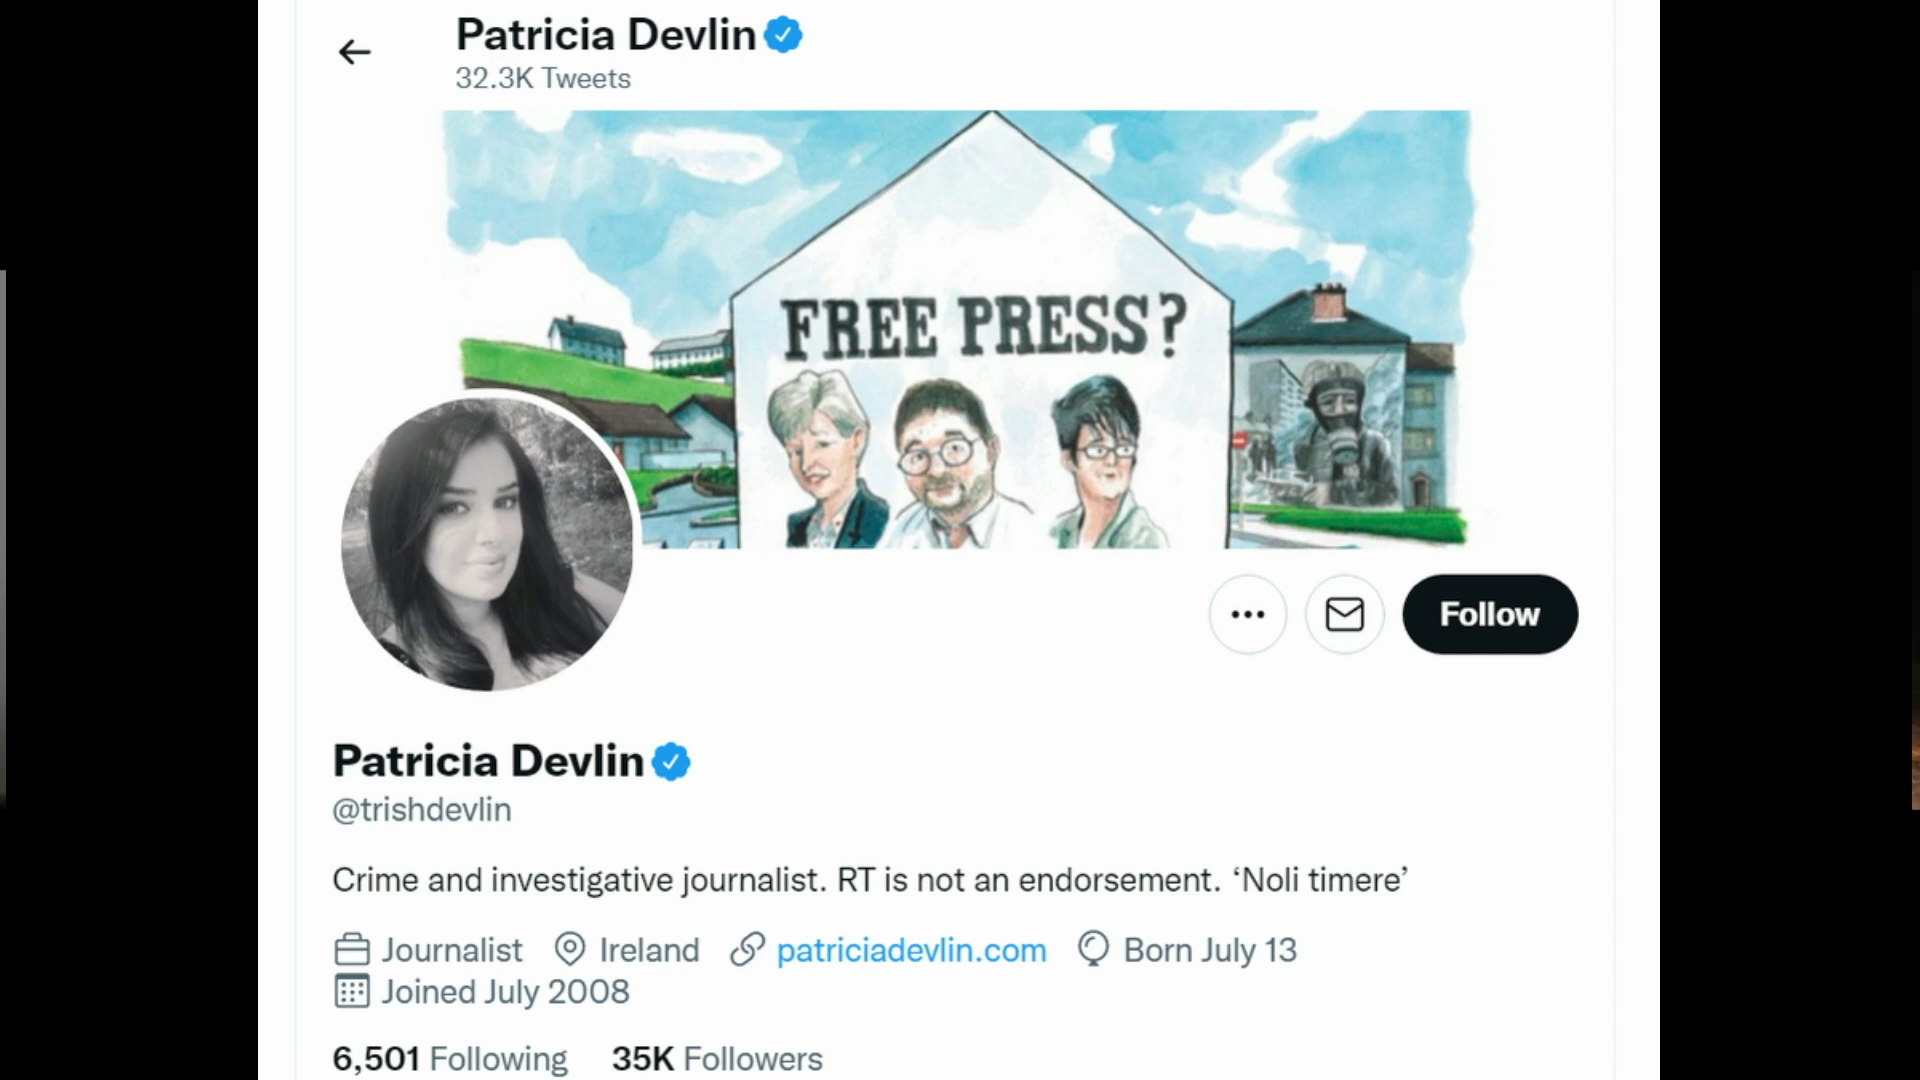 Patricia Devlin
32.3K Tweets
FREE PRESS?
Follow
Patricia Devlin
@trishdevlin
Crime and investigative journalist. RT is not an endorsement. ‘Noli timere’
Journalist Ireland patriciadevlin.com Born July 13
Joined July 2008
6,501 Following 35K Followers